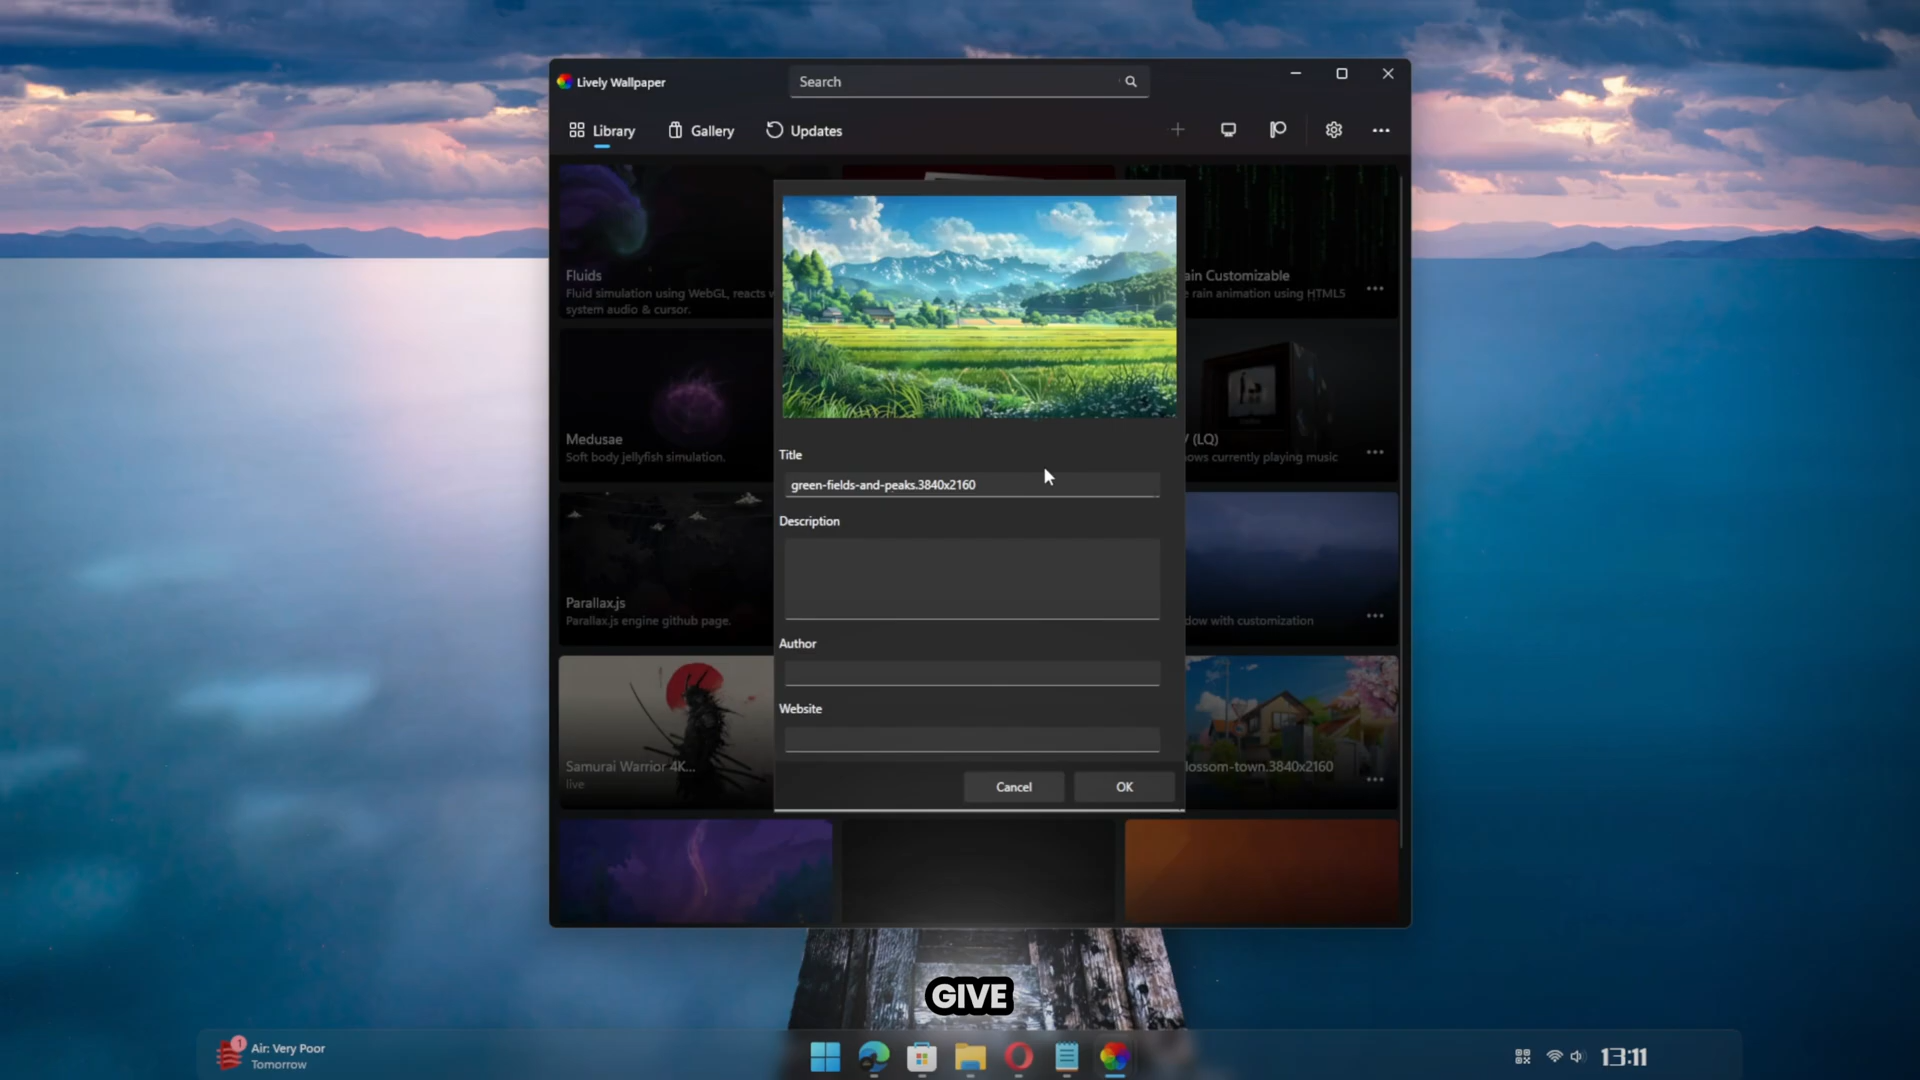 Lively Wallpaper
Search
Library
Gallery
Updates
Fluids
Fluid simulation using WebGL, reacts
system audio & cursor.
ain Customizable
rain animation using HTML5
Medusae
Soft body jellyfish simulation.
(LQ)
ows currently playing music
Title
green-fields-and-peaks.3840x2160
Description
Parallax.js
Parallax.js engine github page.
dow with customization
Author
Website
Samurai Warrior 4K...
live
lossom-town.3840x2160
Cancel
OK
GIVE
1
Air: Very Poor
Tomorrow
13:11